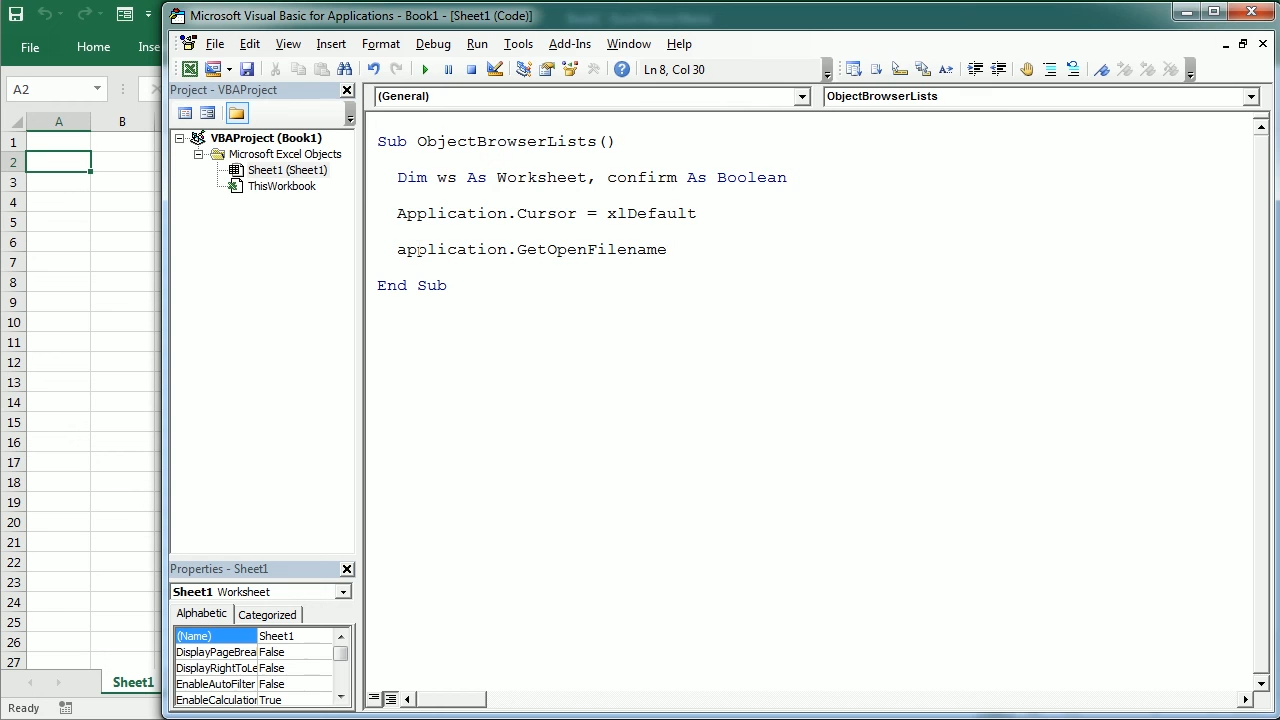 Microsoft Visual Basic for Applications - Book1 - [Sheet1 (Code)]
File Home Inse
File Edit View Insert Format Debug Run Tools Add-Ins Window Help
Ln 8, Col 30
A2
Project - VBAProject
(General)
ObjectBrowserLists
A B
VBAProject (Book1)
Microsoft Excel Objects
Sheet1 (Sheet1)
ThisWorkbook
Sub ObjectBrowserLists()
Dim ws As Worksheet, confirm As Boolean
Application.Cursor = xlDefault
application.GetOpenFilename
End Sub
1
2
3
4
5
6
7
8
9
10
11
12
13
14
15
16
17
18
19
20
21
22
23
24
25
26
27
Properties - Sheet1
Sheet1 Worksheet
Alphabetic Categorized
(Name) Sheet1
DisplayPageBrea False
DisplayRightToLe False
EnableAutoFilter False
EnableCalculation True
Sheet1
Ready